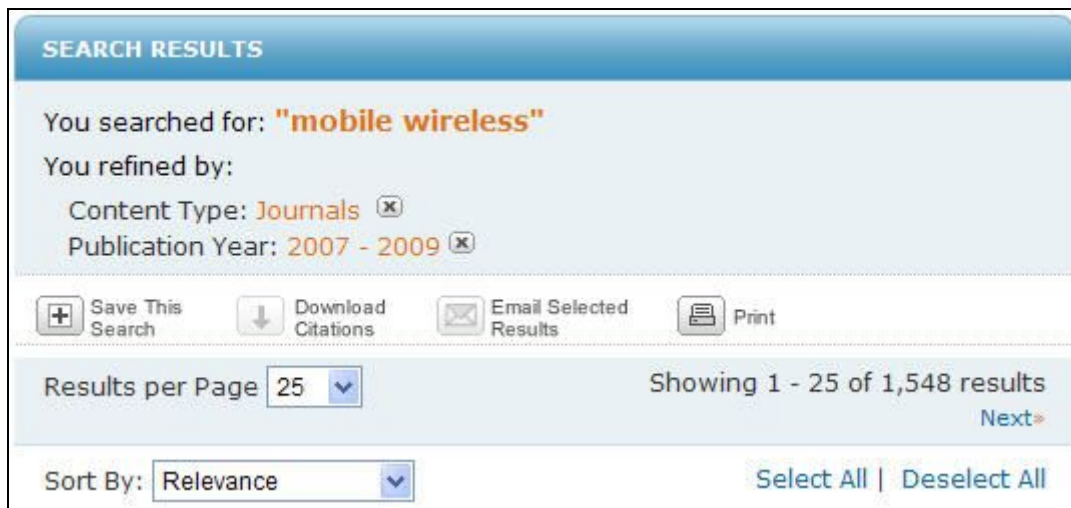 SEARCH RESULTS
You searched for: "mobile wireless"
You refined by:
Content Type: Journals
Publication Year: 2007 - 2009
Save This Search
Download Citations
Email Selected Results
Print
Results per Page 25
Showing 1 - 25 of 1,548 results
Next»
Sort By: Relevance
Select All | Deselect All